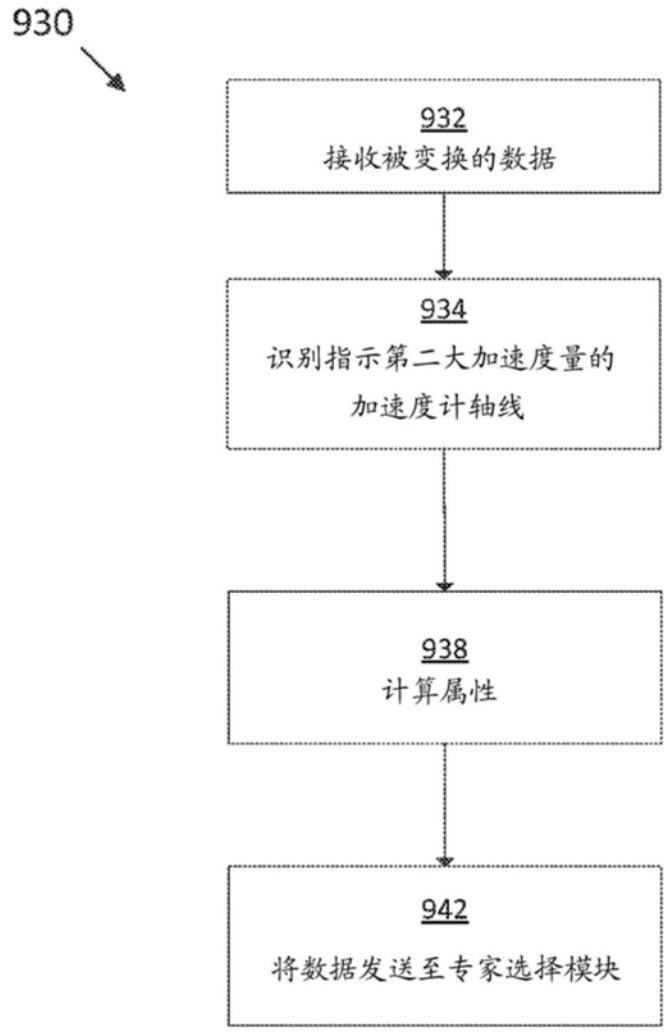 930
932
接收被变换的数据
934
识别指示第二大加速度量的
加速度计轴线
938
计算属性
942
将数据发送至专家选择模块